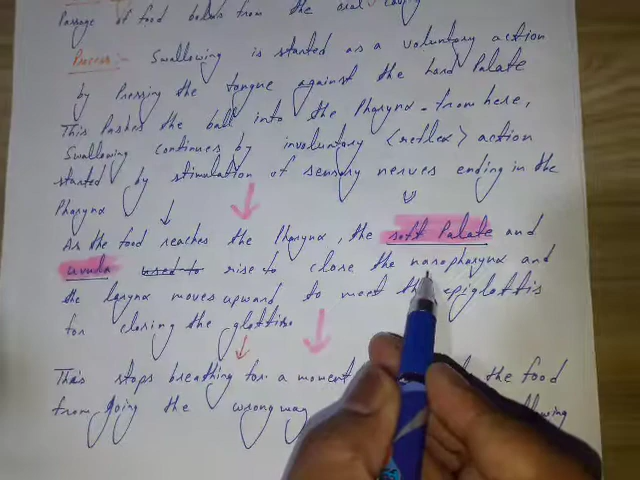 Passage of food bolus from the oral cavity
Process:- Swallowing is started as a voluntary action
by Pressing the tongue against the hard Palate
This Pushes the ball into the Pharynx - from here,
Swallowing continues by involuntary <reflex> action
started by stimulation of sensory nerves ending in the
Pharynx
As the food reaches the Pharynx, the soft Palate and
uvula used to rise to close the nasopharynx and
the larynx moves upward to meet the epiglottis
for closing the glottis
This stops breathing for a moment the food
from going the wrong way